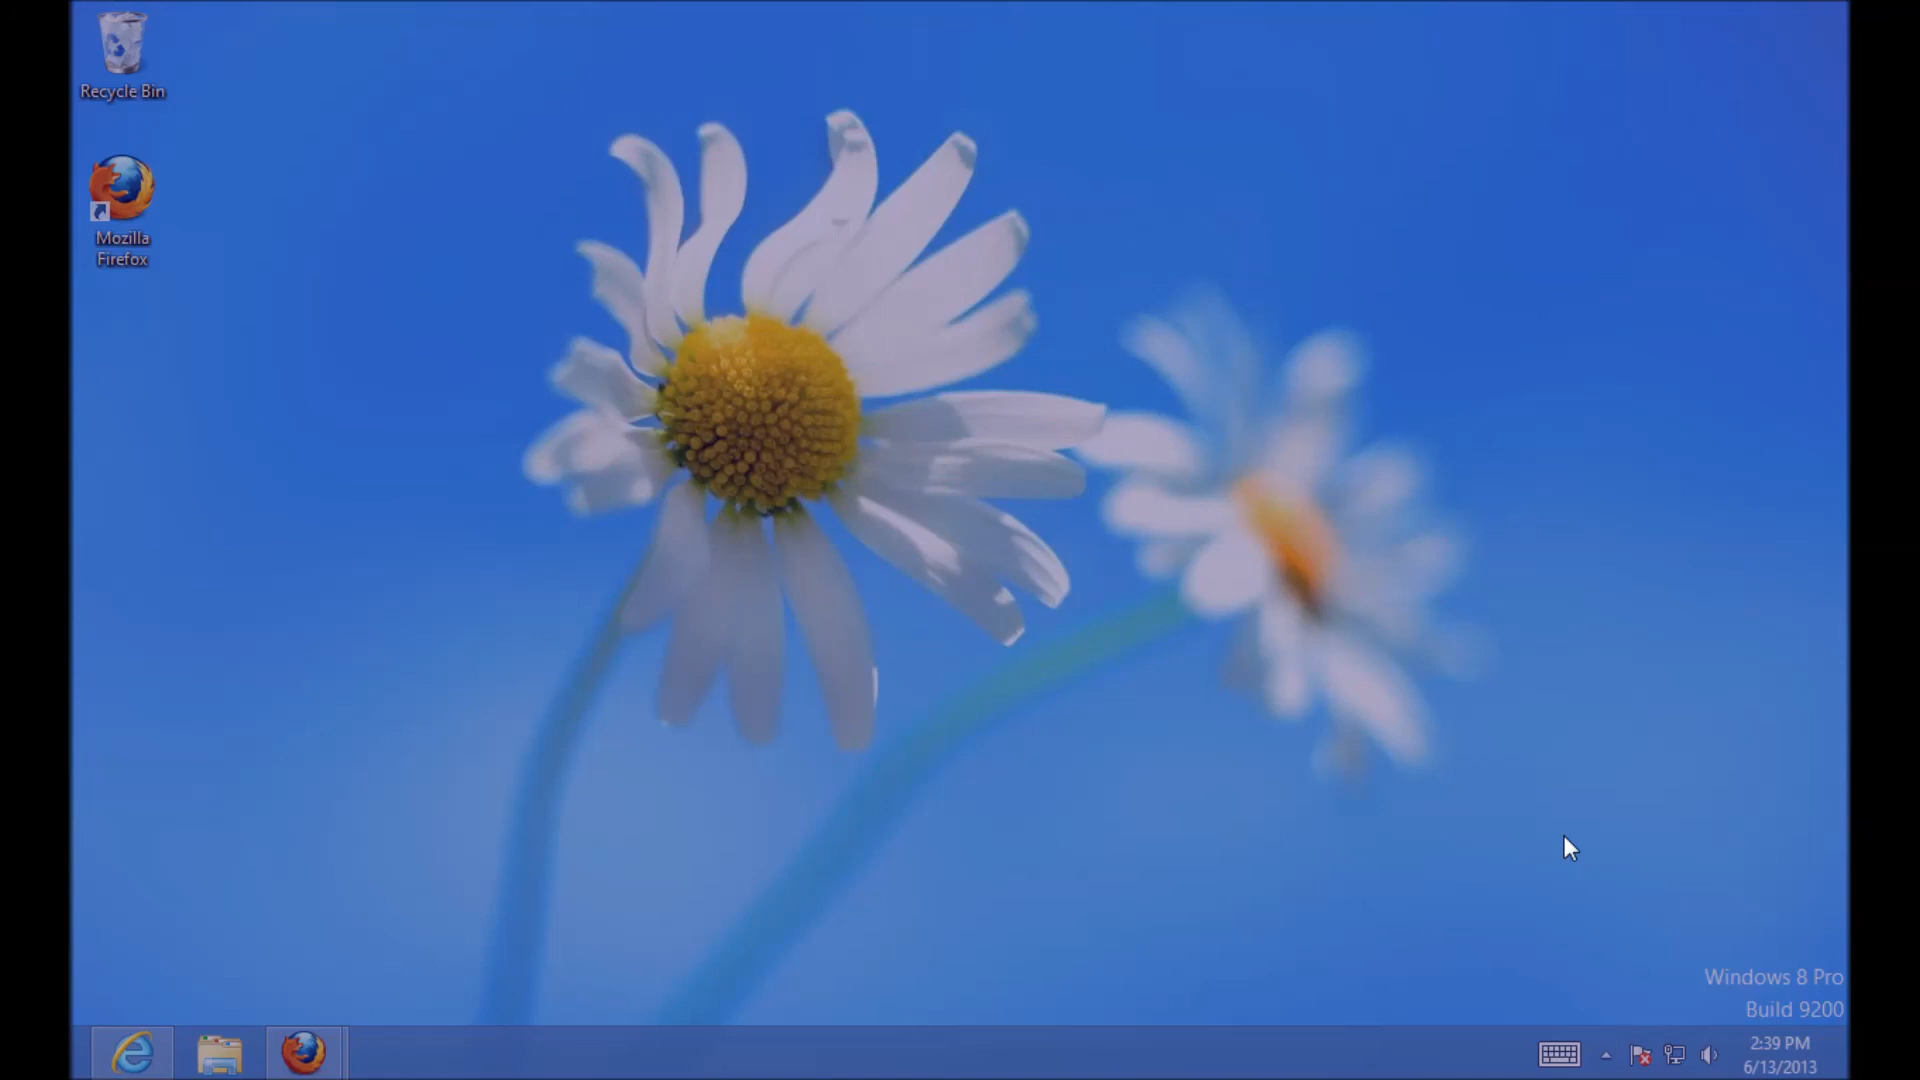 Recycle Bin
Mozilla
Firefox
Windows 8 Pro
Build 9200
2:39 PM
6/13/2013